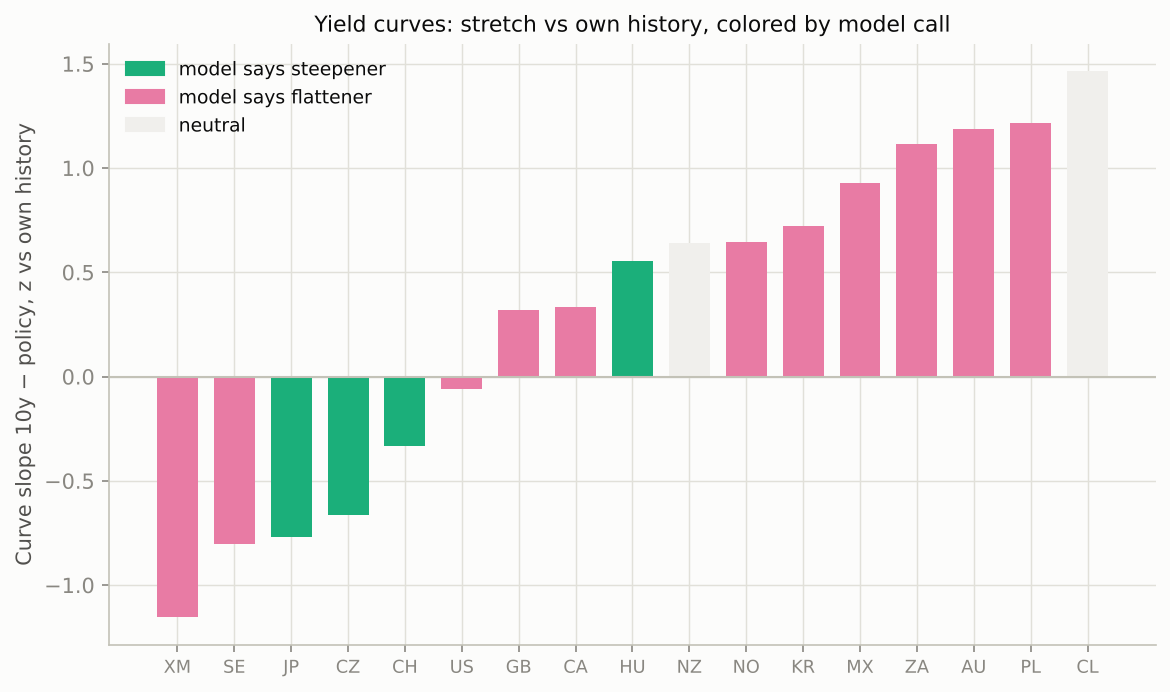 Yield curves: stretch vs own history, colored by model call
model says steepener
model says flattener
neutral
Curve slope 10y − policy, z vs own history
1.5
1.0
0.5
0.0
−0.5
−1.0
XM SE JP CZ CH US GB CA HU NZ NO KR MX ZA AU PL CL